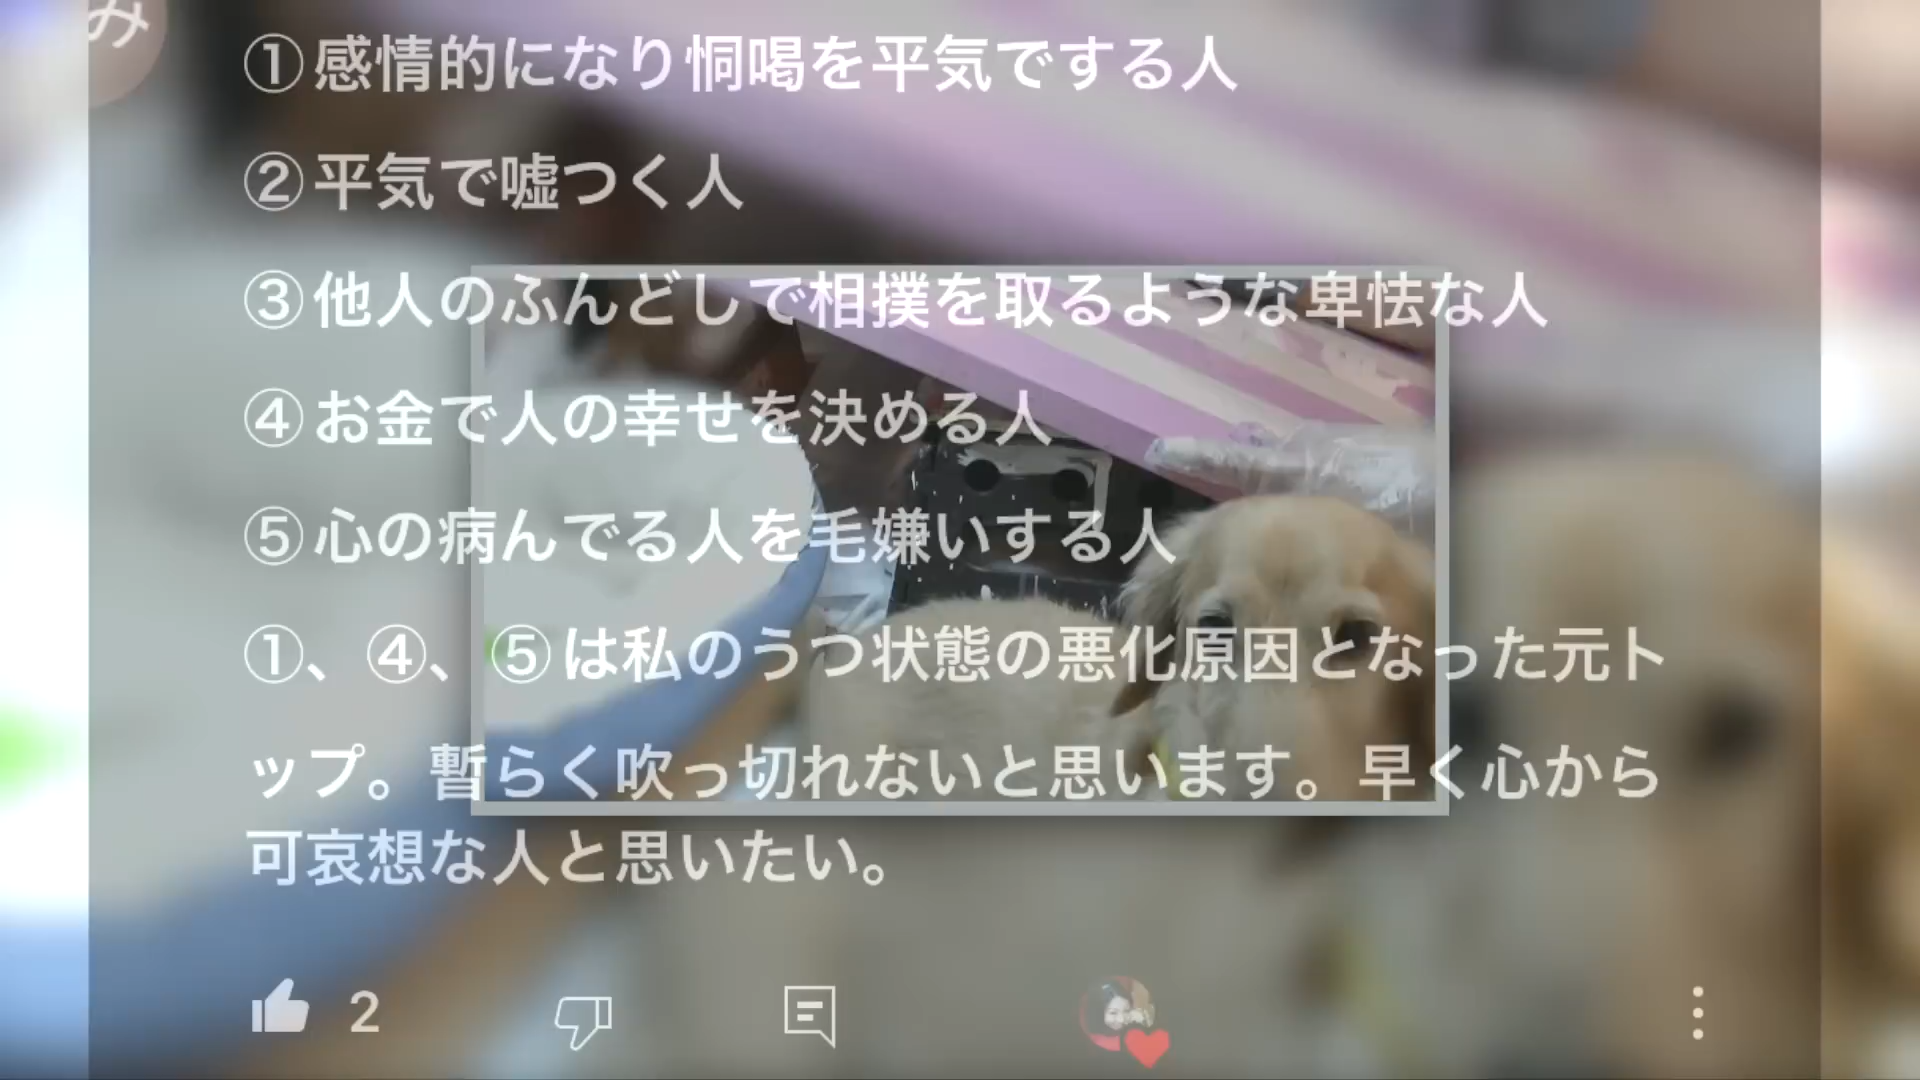 み
①感情的になり恫喝を平気でする人
②平気で嘘つく人
③他人のふんどしで相撲を取るような卑怯な人
④お金で人の幸せを決める人
⑤心の病んでる人を毛嫌いする人
①、④、⑤は私のうつ状態の悪化原因となった元ト
ップ。暫らく吹っ切れないと思います。早く心から
可哀想な人と思いたい。
2